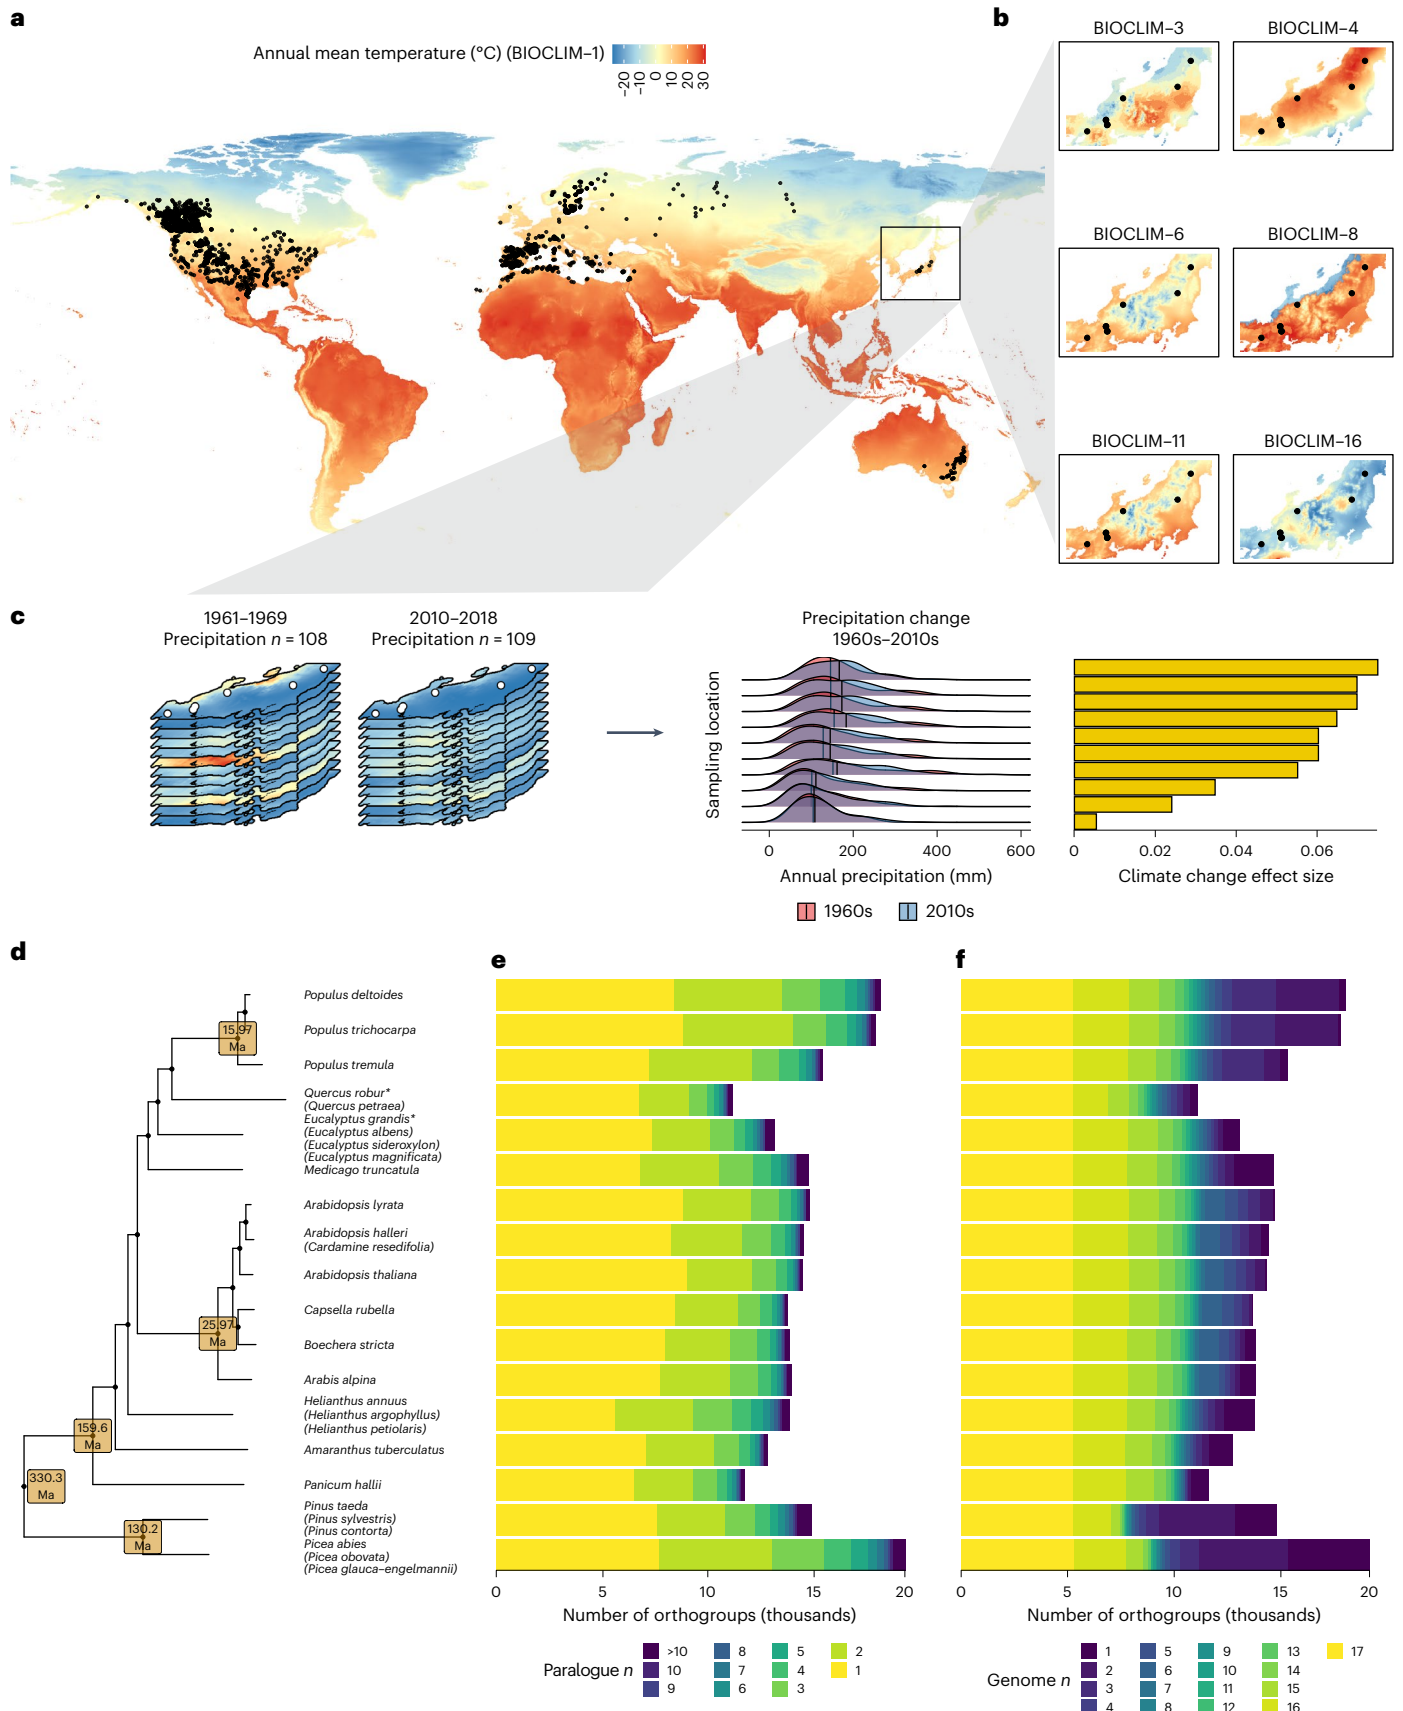 a
b
Annual mean temperature (°C) (BIOCLIM–1)
-20 -10 0 10 20 30
BIOCLIM–3
BIOCLIM–4
BIOCLIM–6
BIOCLIM–8
BIOCLIM–11
BIOCLIM–16
c
1961–1969
Precipitation n = 108
2010–2018
Precipitation n = 109
Precipitation change
1960s–2010s
Sampling location
0 200 400 600
Annual precipitation (mm)
1960s 2010s
0 0.02 0.04 0.06
Climate change effect size
d
e
f
Populus deltoides
Populus trichocarpa
Populus tremula
Quercus robur*
(Quercus petraea)
Eucalyptus grandis*
(Eucalyptus albens)
(Eucalyptus sideroxylon)
(Eucalyptus magnificata)
Medicago truncatula
Arabidopsis lyrata
Arabidopsis halleri
(Cardamine resedifolia)
Arabidopsis thaliana
Capsella rubella
Boechera stricta
Arabis alpina
Helianthus annuus
(Helianthus argophyllus)
(Helianthus petiolaris)
Amaranthus tuberculatus
Panicum hallii
Pinus taeda
(Pinus sylvestris)
(Pinus contorta)
Picea abies
(Picea obovata)
(Picea glauca–engelmannii)
15.97
Ma
25.97
Ma
159.6
Ma
330.3
Ma
130.2
Ma
0 5 10 15 20
Number of orthogroups (thousands)
Paralogue n
>10 8 5 2
10 7 4 1
9 6 3
0 5 10 15 20
Number of orthogroups (thousands)
Genome n
1 5 9 13 17
2 6 10 14
3 7 11 15
4 8 12 16